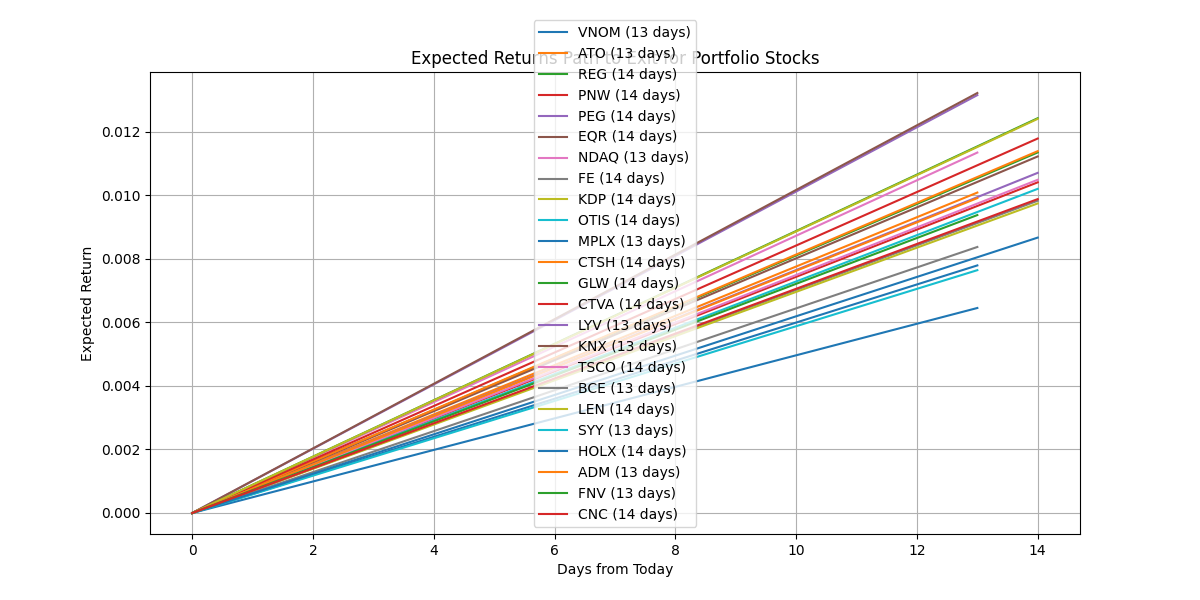 Expected Returns Path to Exit for Portfolio Stocks
VNOM (13 days)
ATO (13 days)
REG (14 days)
PNW (14 days)
PEG (14 days)
EQR (14 days)
NDAQ (13 days)
FE (14 days)
KDP (14 days)
OTIS (14 days)
MPLX (13 days)
CTSH (14 days)
GLW (14 days)
CTVA (14 days)
LYV (13 days)
KNX (13 days)
TSCO (14 days)
BCE (13 days)
LEN (14 days)
SYY (13 days)
HOLX (14 days)
ADM (13 days)
FNV (13 days)
CNC (14 days)
Expected Return
0.012
0.010
0.008
0.006
0.004
0.002
0.000
0 2 4 6 8 10 12 14
Days from Today